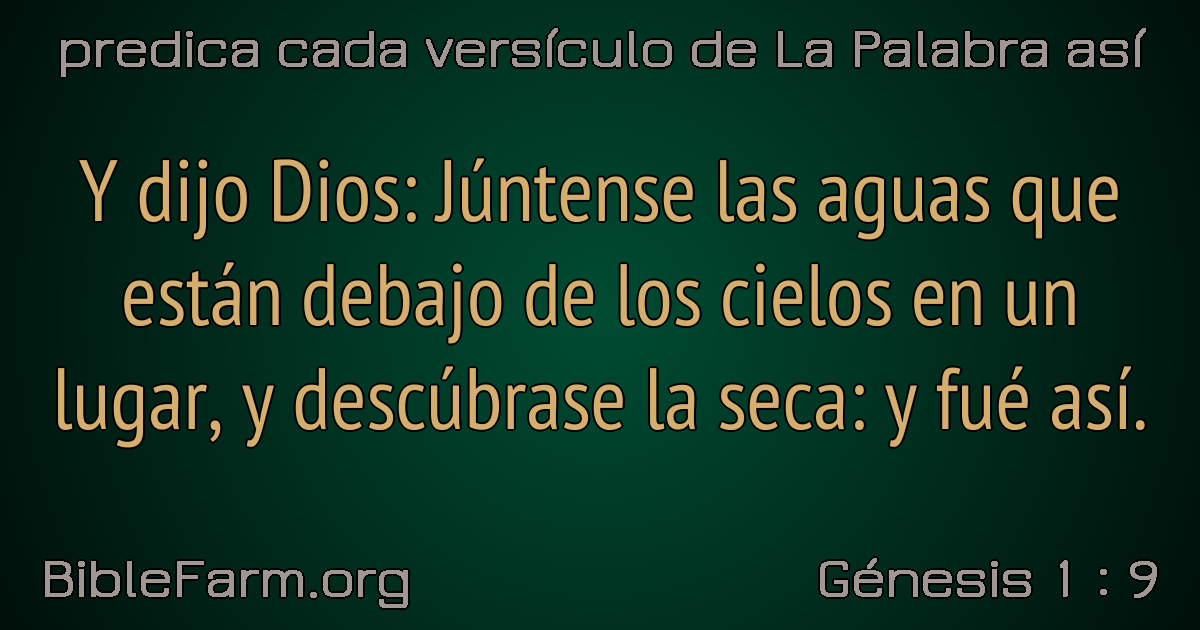 predica cada versículo de La Palabra así
Y dijo Dios: Júntense las aguas que
están debajo de los cielos en un
lugar, y descúbrase la seca: y fué así.
BibleFarm.org
Génesis 1 : 9